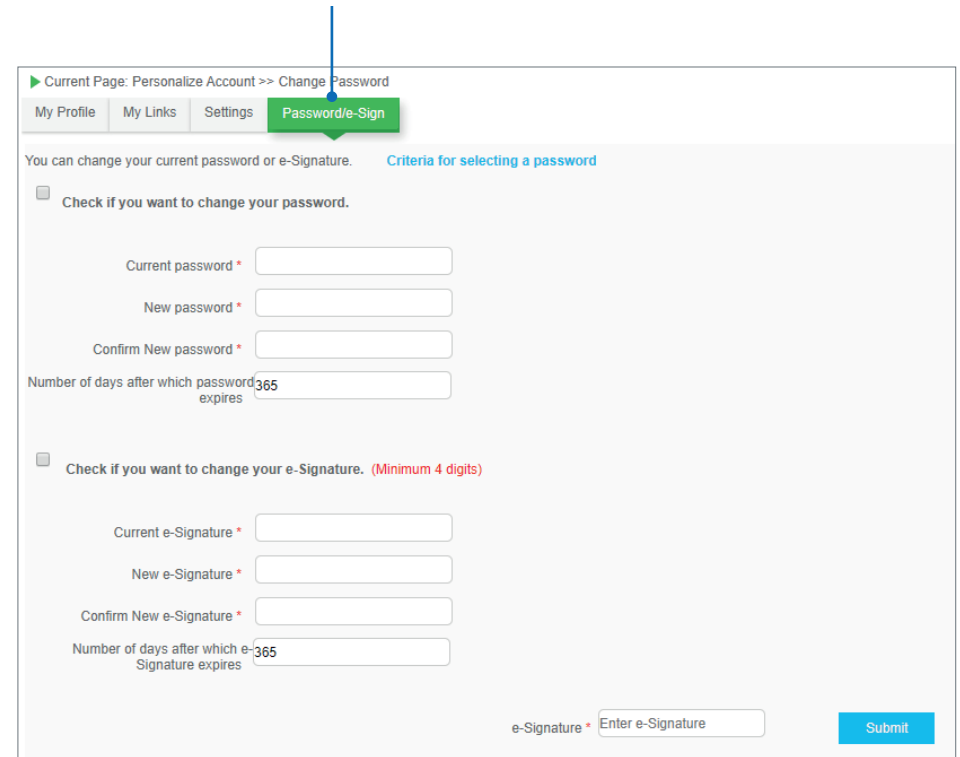 Current Page: Personalize Account >> Change Password
My Profile My Links Settings Password/e-Sign
You can change your current password or e-Signature. Criteria for selecting a password
Check if you want to change your password.
Current password *
New password *
Confirm New password *
Number of days after which password 365
expires
Check if you want to change your e-Signature. (Minimum 4 digits)
Current e-Signature *
New e-Signature *
Confirm New e-Signature *
Number of days after which e- 365
Signature expires
e-Signature * Enter e-Signature Submit